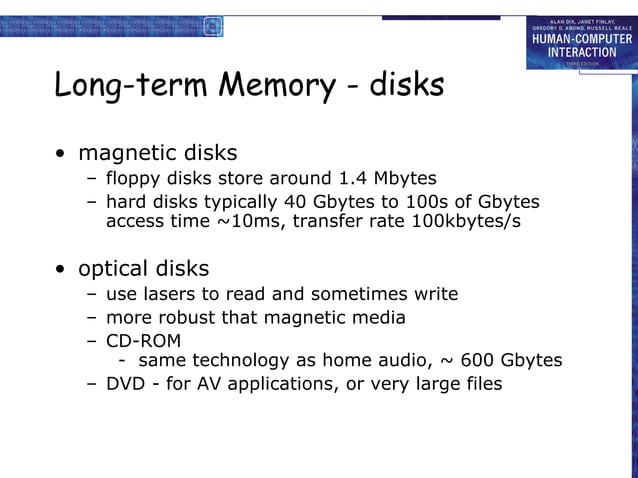 ALAN DIX, JANET FINLAY,
GREGORY D. ABOWD, RUSSELL BEALE
HUMAN-COMPUTER
INTERACTION
THIRD EDITION
Long-term Memory - disks
• magnetic disks
– floppy disks store around 1.4 Mbytes
– hard disks typically 40 Gbytes to 100s of Gbytes
access time ~10ms, transfer rate 100kbytes/s
• optical disks
– use lasers to read and sometimes write
– more robust that magnetic media
– CD-ROM
- same technology as home audio, ~ 600 Gbytes
– DVD - for AV applications, or very large files